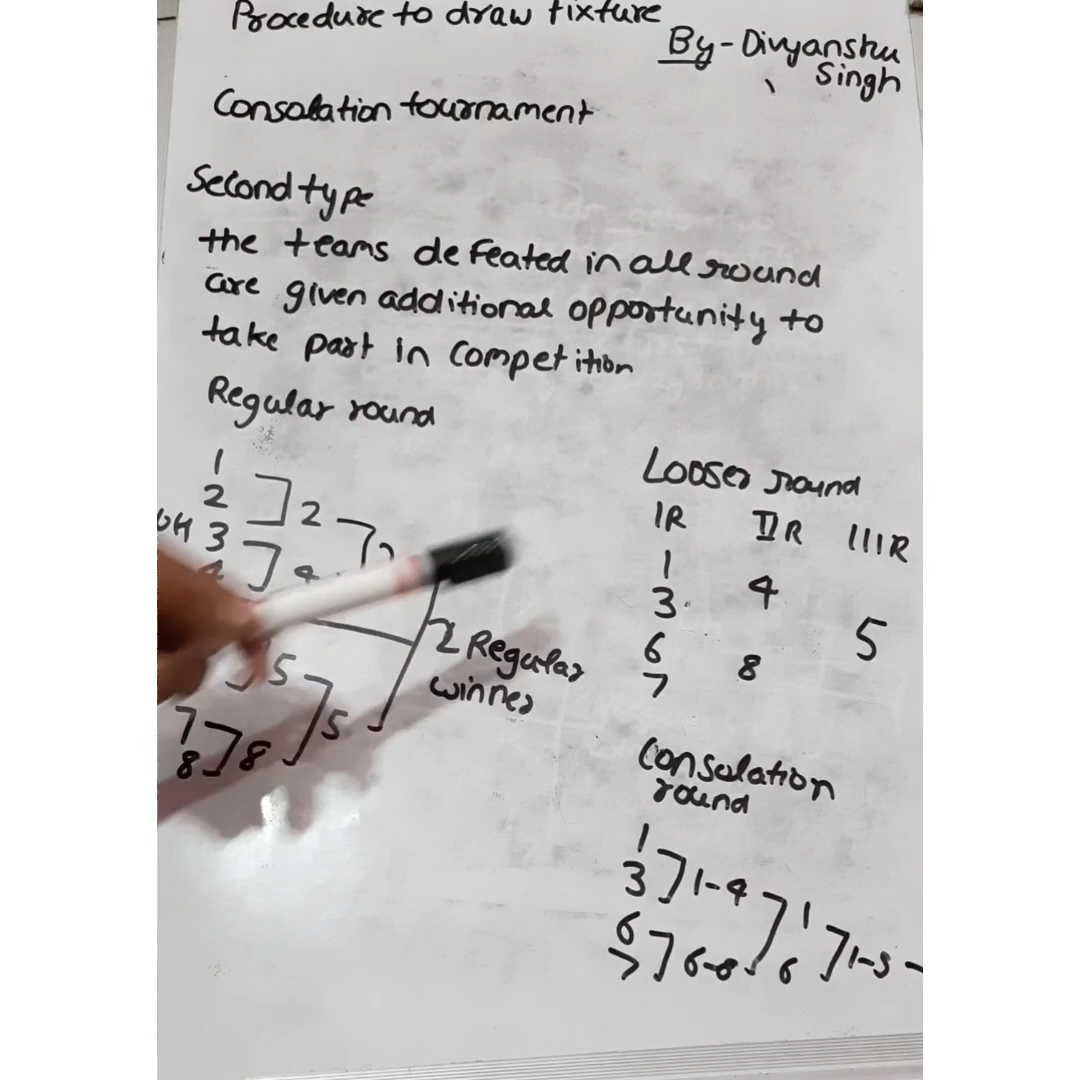 Procedure to draw fixture
By - Divyanshu
Singh
Consolation tournament
Second type
the teams defeated in all round
are given additional opportunity to
take part in competition
Regular round
1
2 ] 2
3
] 4
5
7
8 ] 8 ] 5
2 Regular
winner
Looser round
IR IIR IIIR
1
3 4
6 5
7 8
Consolation
round
1
3 ] 1-4
6 ] 1
7 ] 6-8 ] 6 ] 1-5 -